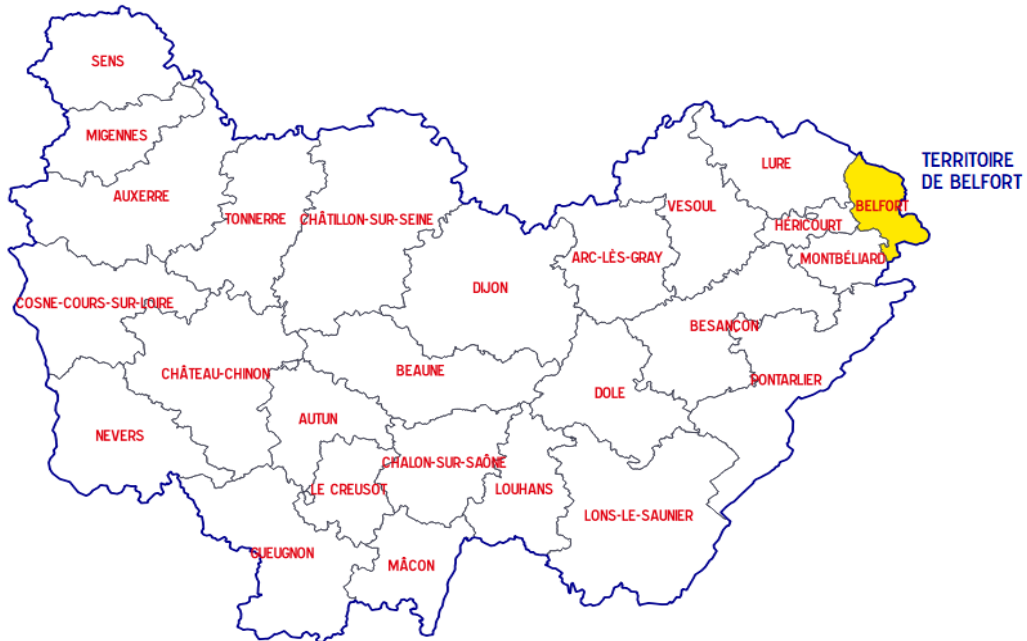 SENS
MIGENNES
AUXERRE
TONNERRE
CHÂTILLON-SUR-SEINE
LURE
TERRITOIRE
DE BELFORT
VESOUL
BELFORT
HÉRICOURT
ARC-LÈS-GRAY
MONTBÉLIARD
DIJON
COSNE-COURS-SUR-LOIRE
BESANÇON
CHÂTEAU-CHINON
BEAUNE
PONTARLIER
DOLE
AUTUN
NEVERS
CHALON-SUR-SAÔNE
LE CREUSOT
LOUHANS
LONS-LE-SAUNIER
GUEUGNON
MÂCON